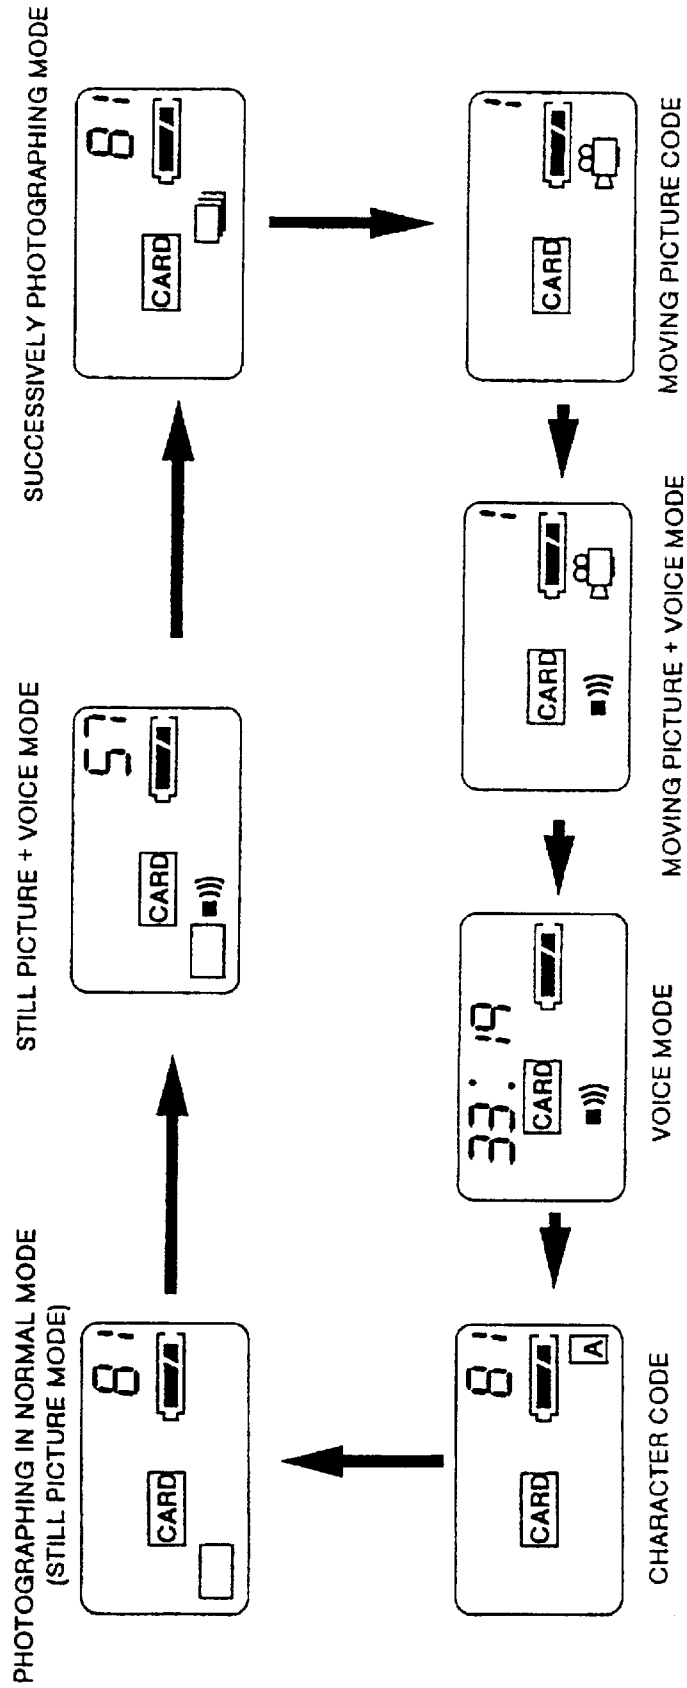 PHOTOGRAPHING IN NORMAL MODE
(STILL PICTURE MODE)
81
CARD
STILL PICTURE + VOICE MODE
57
CARD
SUCCESSIVELY PHOTOGRAPHING MODE
81
CARD
1
CARD
MOVING PICTURE CODE
1
CARD
MOVING PICTURE + VOICE MODE
33:19
CARD
VOICE MODE
81
CARD
A
CHARACTER CODE